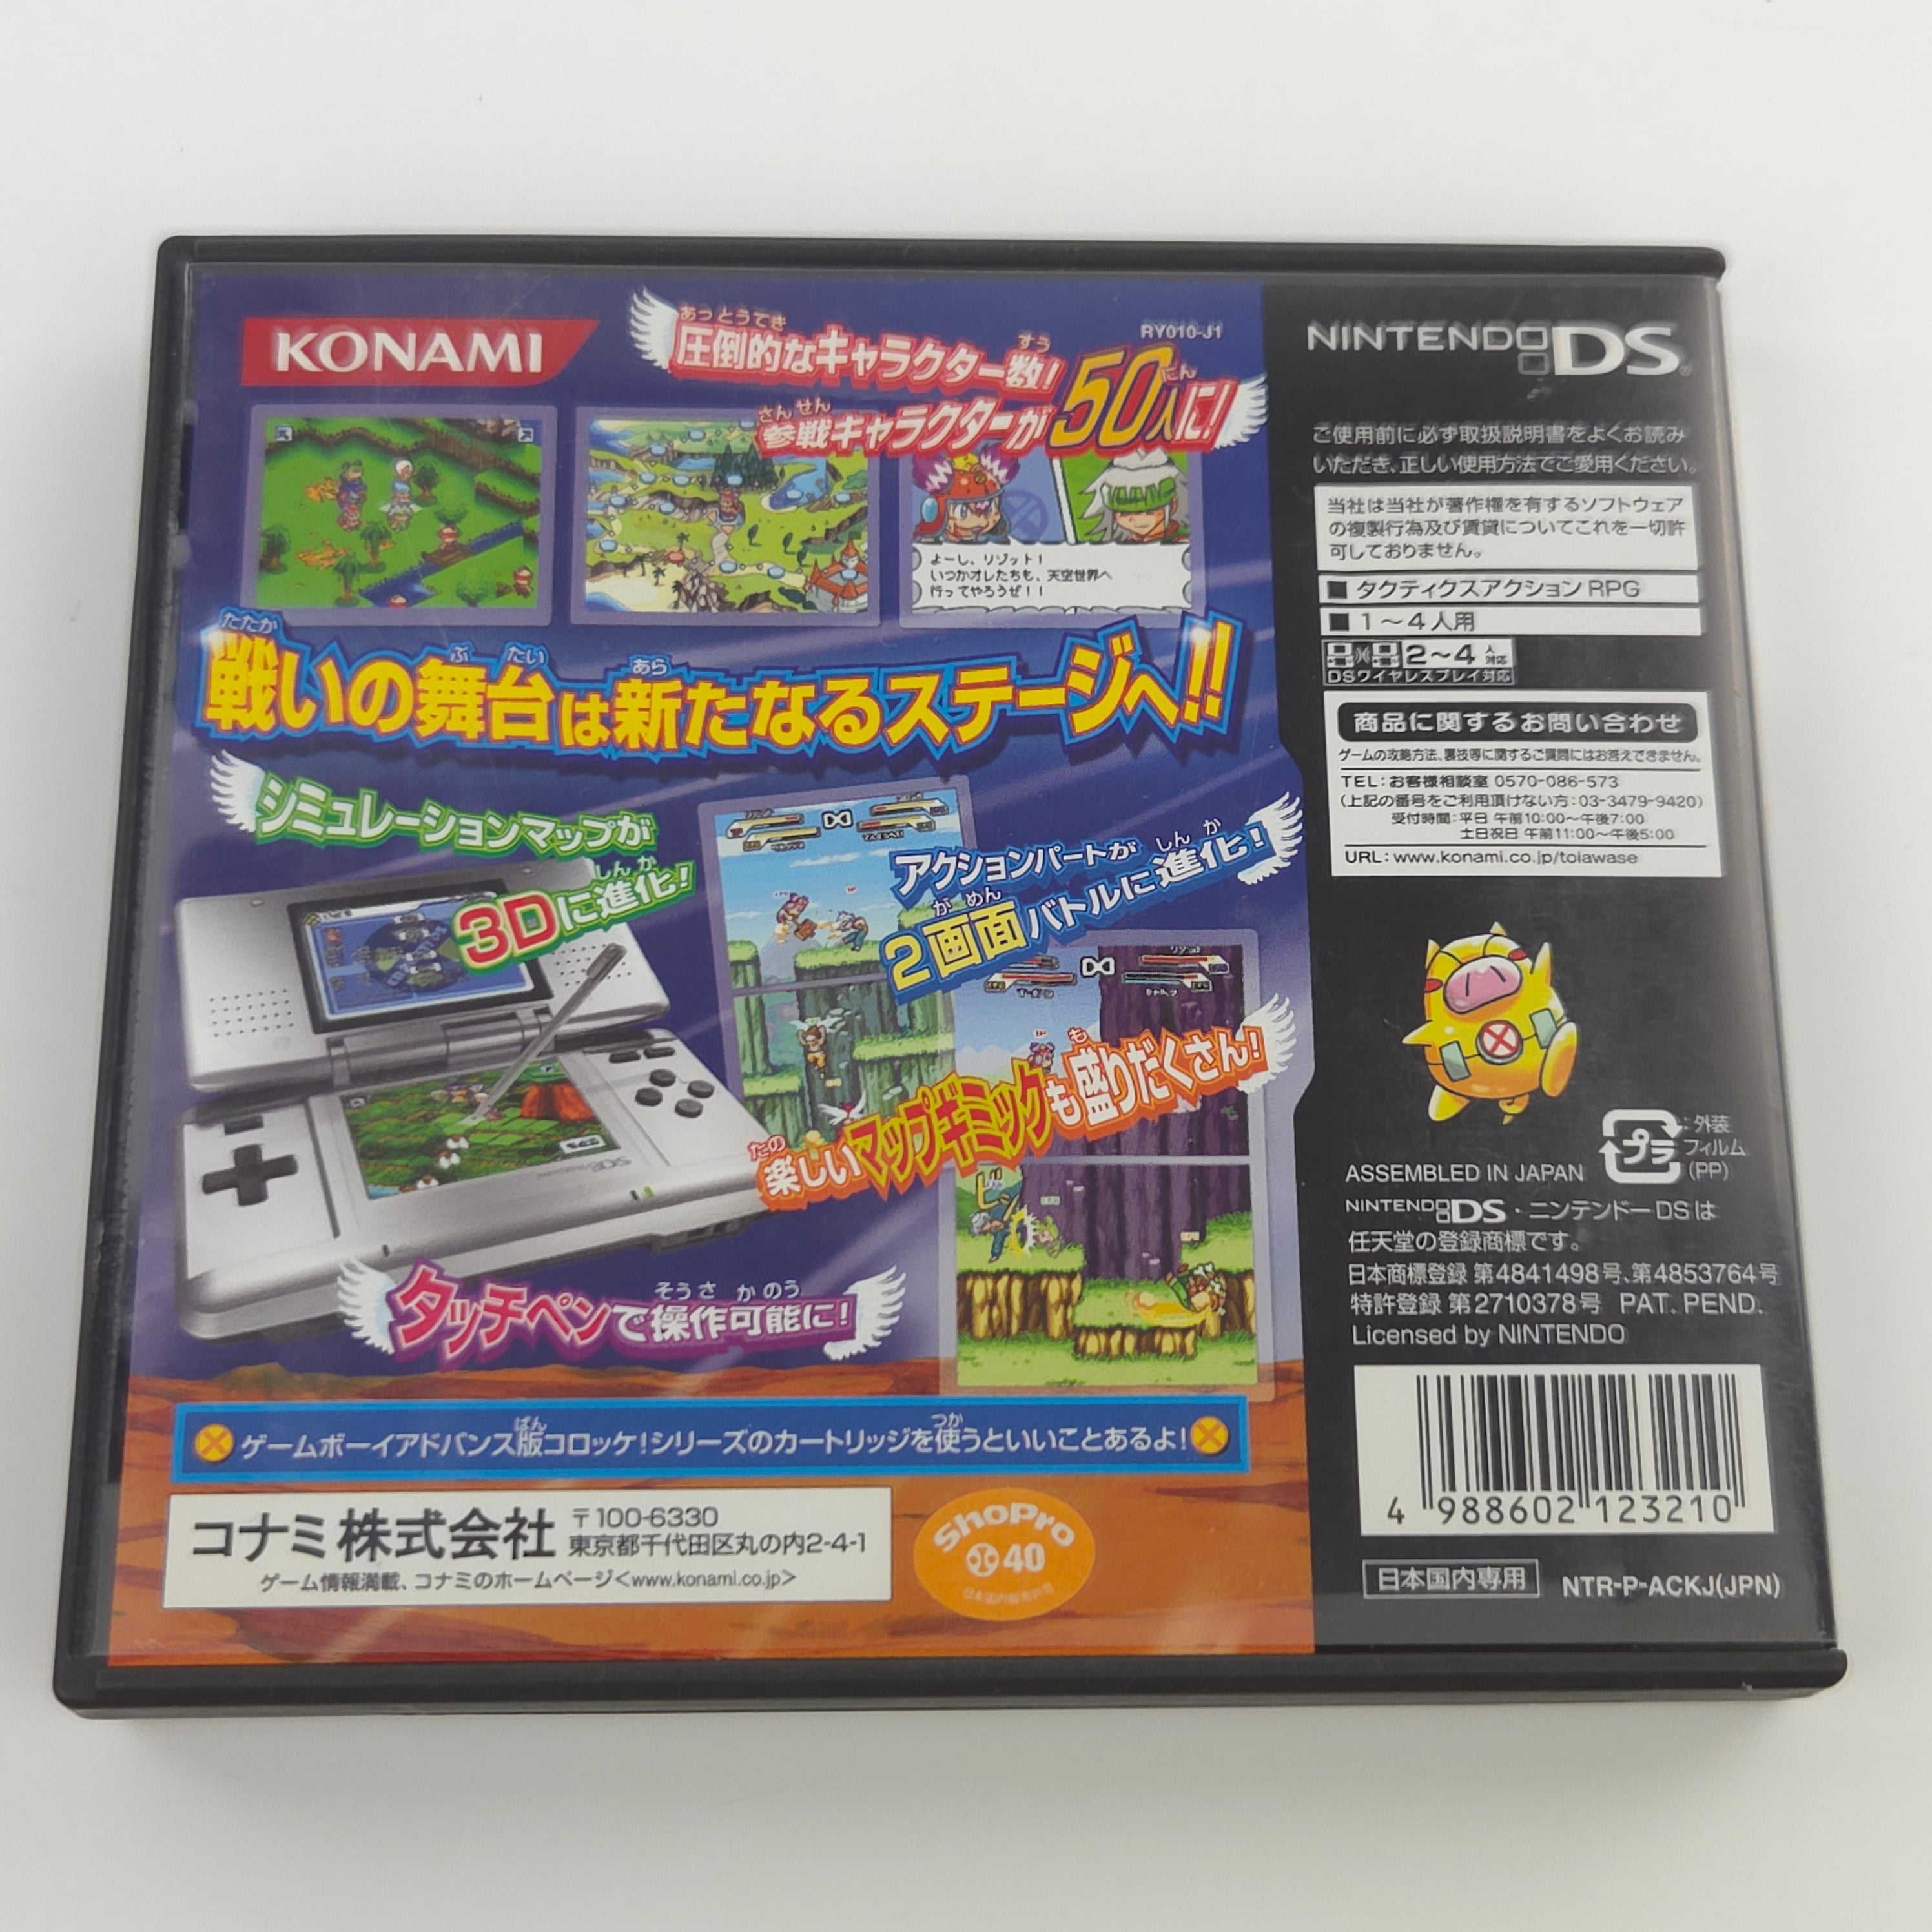 KONAMI
RY010-J1
あっとうてき すう
圧倒的なキャラクター数!
さんせん にん
参戦キャラクターが50人に!
よーし、リゾット!
いつかオレたちも、天空世界へ
行ってやろうぜ!!
たたか ぶたい あら
戦いの舞台は新たなるステージへ!!
シミュレーションマップが
しんか
3Dに進化!
しんか
アクションパートが進化!
がめん
2画面バトルに
も
たの
楽しいマップギミックも盛りだくさん!
そうさ かのう
タッチペンで操作可能に!
ばん つか
ゲームボーイアドバンス版コロッケ!シリーズのカートリッジを使うといいことあるよ!
コナミ株式会社
〒100-6330
東京都千代田区丸の内2-4-1
ゲーム情報満載、コナミのホームページ<www.konami.co.jp>
ShoPro
40
NINTENDO DS
ご使用前に必ず取扱説明書をよくお読み
いただき、正しい使用方法でご愛用ください。
当社は当社が著作権を有するソフトウェア
の複製行為及び賃貸についてこれを一切許
可しておりません。
■ タクティクスアクションRPG
■ 1〜4人用
2〜4人対応
DSワイヤレスプレイ対応
商品に関するお問い合わせ
ゲームの攻略方法、裏技等に関するご質問にはお答えできません。
TEL:お客様相談室 0570-086-573
(上記の番号をご利用頂けない方:03-3479-9420)
受付時間:平日 午前10:00〜午後7:00
土日祝日 午前11:00〜午後5:00
URL:www.konami.co.jp/toiawase
プラ
:外装
フィルム
(PP)
ASSEMBLED IN JAPAN
NINTENDO DS・ニンテンドーDSは
任天堂の登録商標です。
日本商標登録 第4841498号、第4853764号
特許登録 第2710378号 PAT. PEND.
Licensed by NINTENDO
4 988602 123210
日本国内専用
NTR-P-ACKJ(JPN)